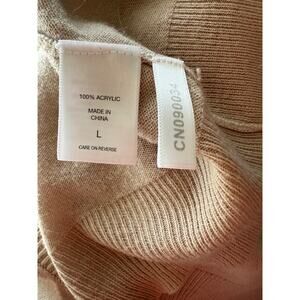 100% ACRYLIC
MADE IN
CHINA
L
CARE ON REVERSE
CN090034